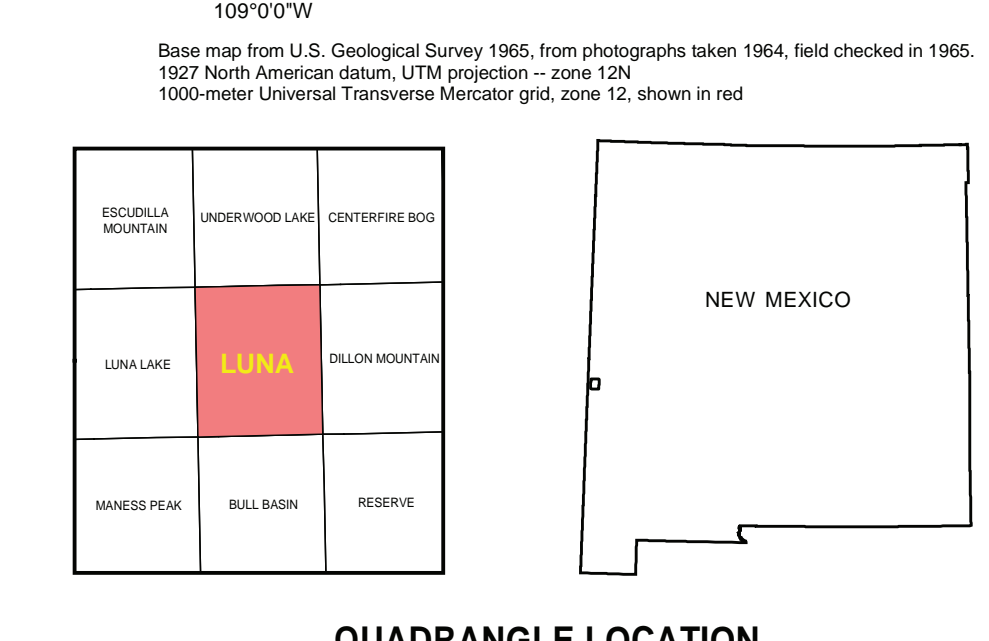 109°0'0"W
Base map from U.S. Geological Survey 1965, from photographs taken 1964, field checked in 1965.
1927 North American datum, UTM projection -- zone 12N
1000-meter Universal Transverse Mercator grid, zone 12, shown in red
ESCUDILLA
MOUNTAIN
UNDERWOOD LAKE
CENTERFIRE BOG
LUNA LAKE
LUNA
DILLON MOUNTAIN
MANESS PEAK
BULL BASIN
RESERVE
NEW MEXICO
QUADRANGLE LOCATION